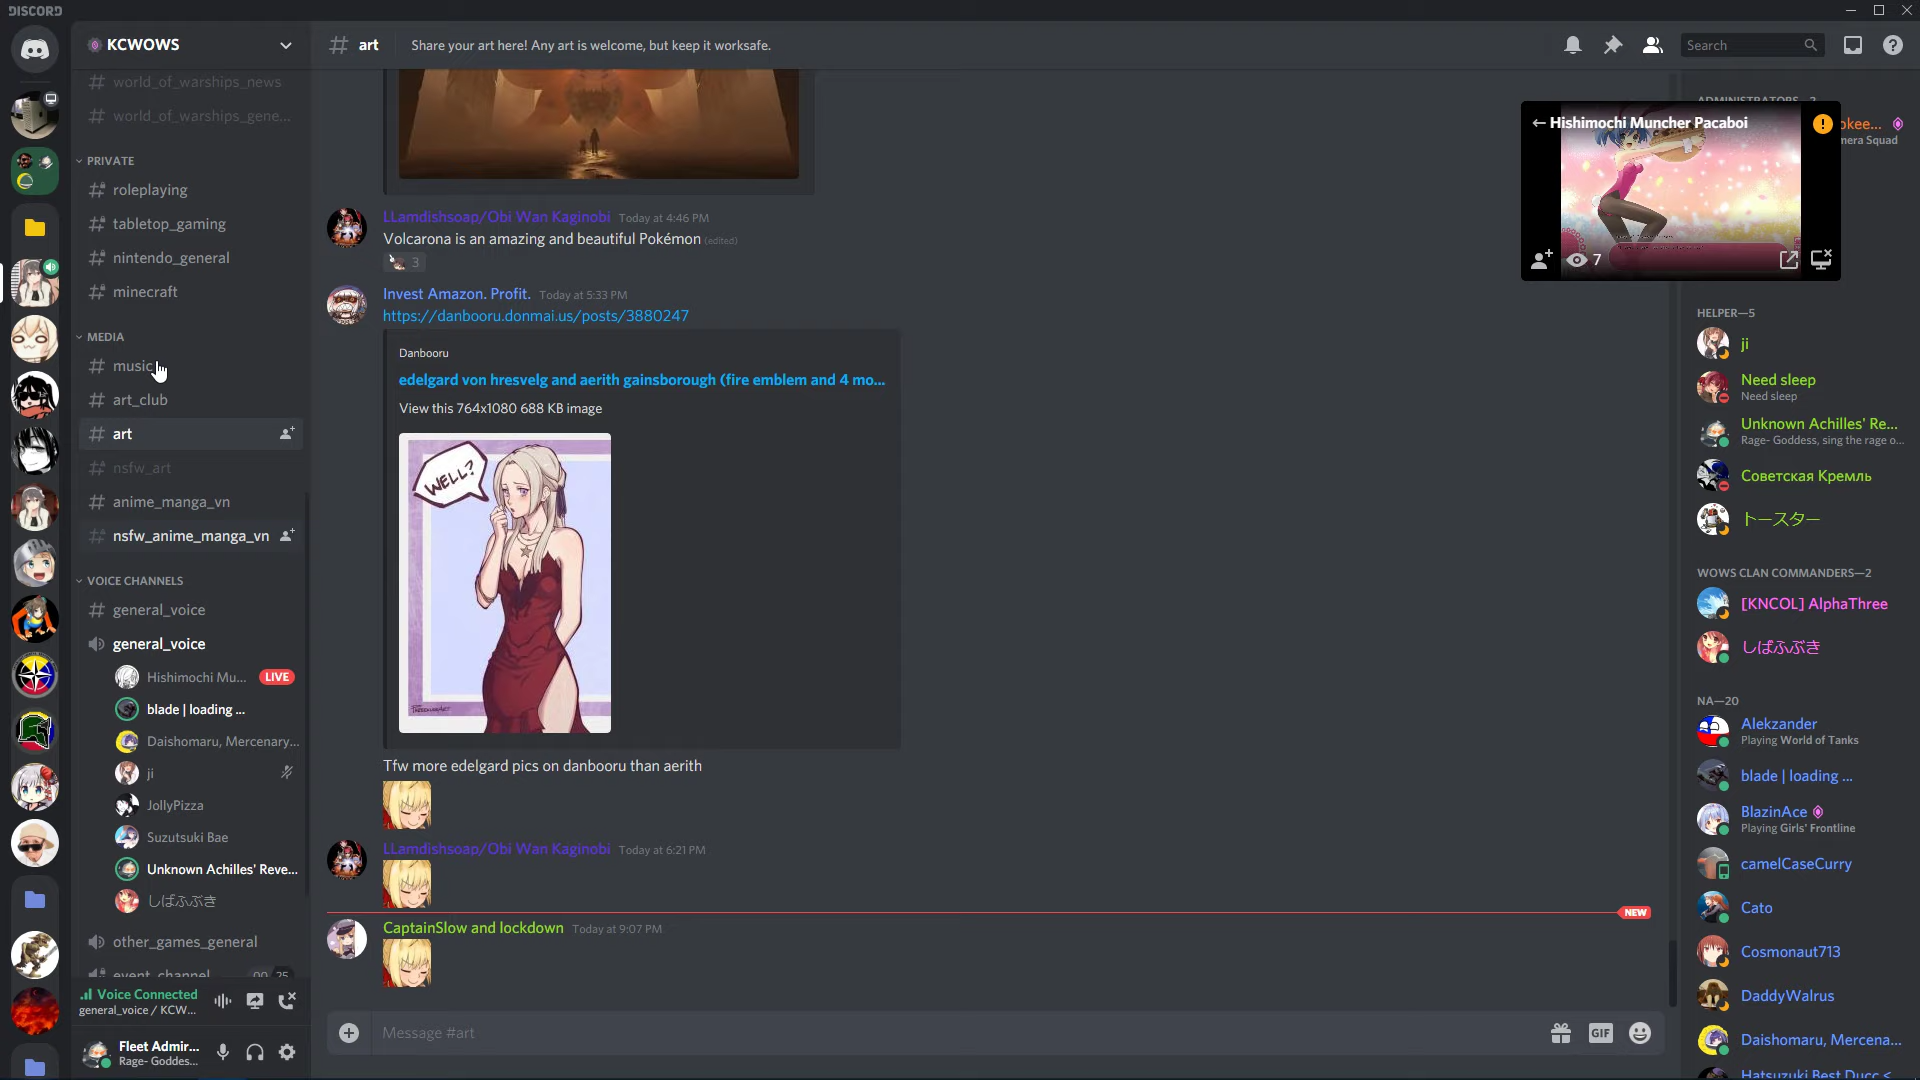 DISCORD
KCWOWS
world_of_warships_news
world_of_warships_gene...
PRIVATE
roleplaying
tabletop_gaming
nintendo_general
minecraft
MEDIA
music
art_club
art
nsfw_art
anime_manga_vn
nsfw_anime_manga_vn
VOICE CHANNELS
general_voice
general_voice
Hishimochi Mu... LIVE
blade | loading ...
Daishomaru, Mercenary...
ji
JollyPizza
Suzutsuki Bae
Unknown Achilles' Reve...
しばふぶき
other_games_general
event_channel 00 25
Voice Connected
general_voice / KCW...
Fleet Admir...
Rage- Goddes...
# art Share your art here! Any art is welcome, but keep it worksafe.
Search
LLamdishsoap/Obi Wan Kaginobi Today at 4:46 PM
Volcarona is an amazing and beautiful Pokémon (edited)
3
Invest Amazon. Profit. Today at 5:33 PM
https://danbooru.donmai.us/posts/3880247
Danbooru
edelgard von hresvelg and aerith gainsborough (fire emblem and 4 mo...
View this 764x1080 688 KB image
WELL?
Tfw more edelgard pics on danbooru than aerith
LLamdishsoap/Obi Wan Kaginobi Today at 6:21 PM
NEW
CaptainSlow and lockdown Today at 9:07 PM
Message #art
GIF
ADMINISTRATORS—2
Hishimochi Muncher Pacaboi
okee...
nera Squad
7
HELPER—5
ji
Need sleep
Need sleep
Unknown Achilles' Re...
Rage- Goddess, sing the rage o...
Советская Кремль
トースター
WOWS CLAN COMMANDERS—2
[KNCOL] AlphaThree
しばふぶき
NA—20
Alekzander
Playing World of Tanks
blade | loading ...
BlazinAce
Playing Girls' Frontline
camelCaseCurry
Cato
Cosmonaut713
DaddyWalrus
Daishomaru, Mercena...
Hatsuzuki Best Ducc <